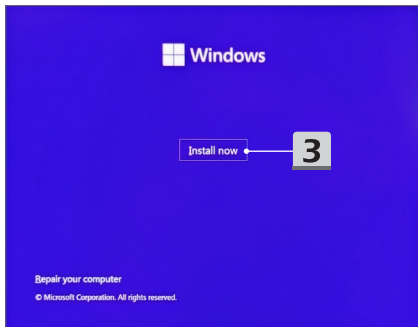 Windows
Install now
3
Repair your computer
© Microsoft Corporation. All rights reserved.